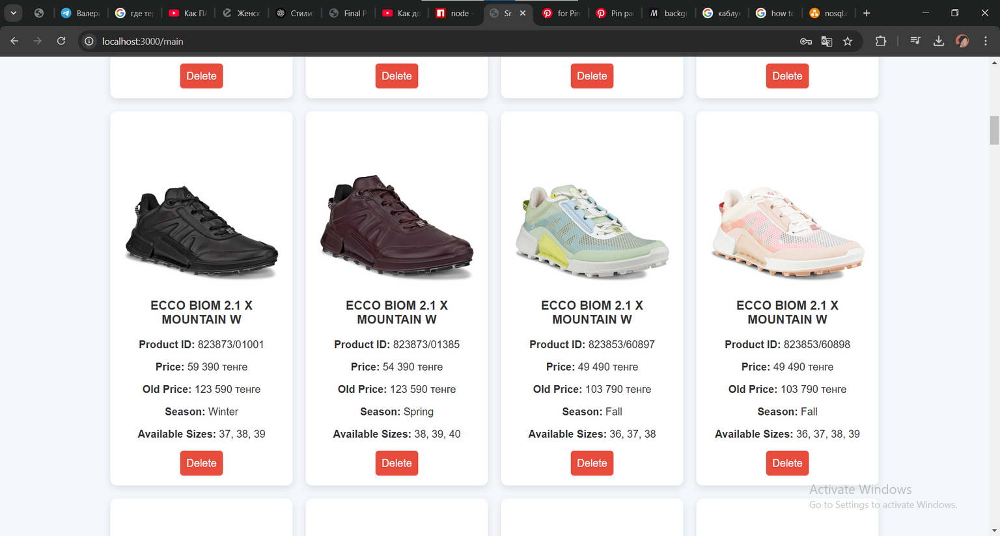 Валери
где тер
Как П
Женск
Стили
Final P
Как до
node -
Sn
for Pin
Pin pa
backgr
каблук
how to
nosql.c
localhost:3000/main
Delete Delete Delete Delete
ECCO BIOM 2.1 X
MOUNTAIN W
Product ID: 823873/01001
Price: 59 390 тенге
Old Price: 123 590 тенге
Season: Winter
Available Sizes: 37, 38, 39
Delete
ECCO BIOM 2.1 X
MOUNTAIN W
Product ID: 823873/01385
Price: 54 390 тенге
Old Price: 123 590 тенге
Season: Spring
Available Sizes: 38, 39, 40
Delete
ECCO BIOM 2.1 X
MOUNTAIN W
Product ID: 823853/60897
Price: 49 490 тенге
Old Price: 103 790 тенге
Season: Fall
Available Sizes: 36, 37, 38
Delete
ECCO BIOM 2.1 X
MOUNTAIN W
Product ID: 823853/60898
Price: 49 490 тенге
Old Price: 103 790 тенге
Season: Fall
Available Sizes: 36, 37, 38, 39
Delete
Activate Windows
Go to Settings to activate Windows.